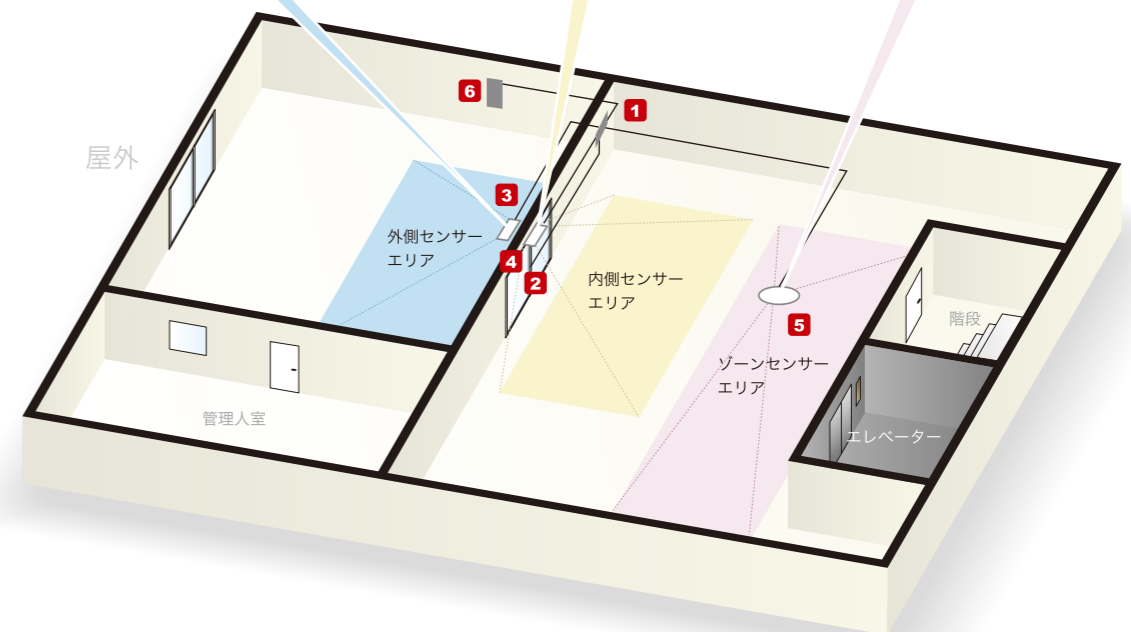 6
1
屋外
3
外側センサー
エリア
4
2
内側センサー
エリア
5
階段
ゾーンセンサー
エリア
管理人室
エレベーター